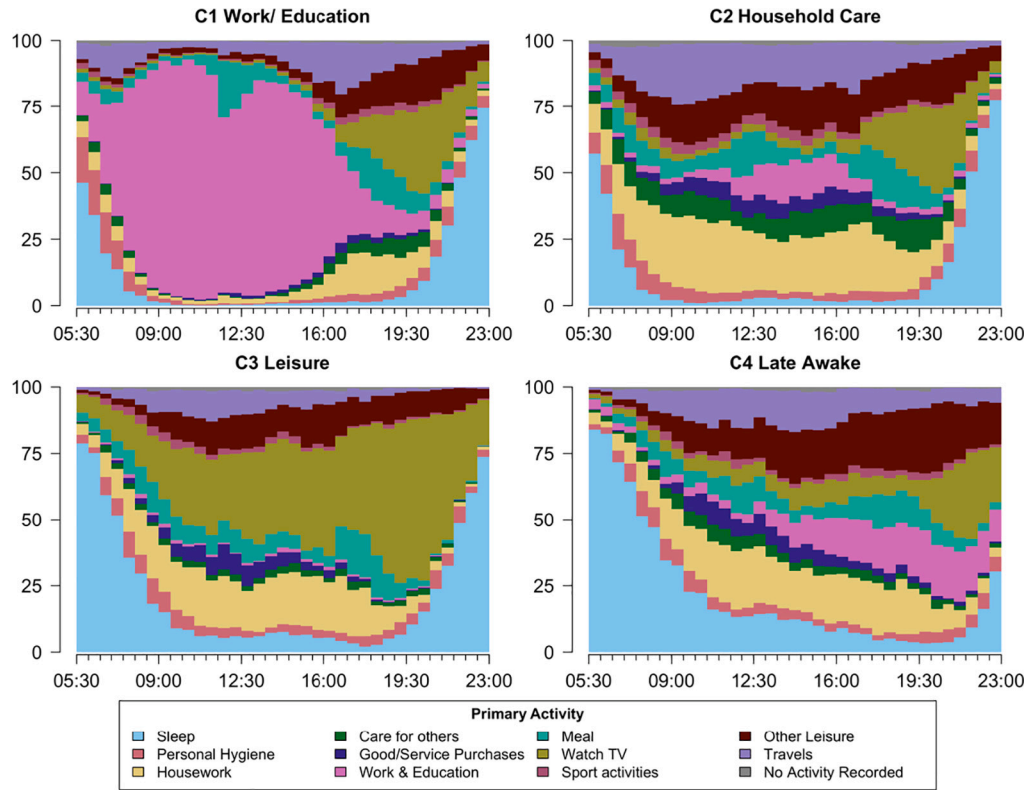 C1 Work/ Education
C2 Household Care
100
75
50
25
0
05:30 09:00 12:30 16:00 19:30 23:00
100
75
50
25
0
05:30 09:00 12:30 16:00 19:30 23:00
C3 Leisure
C4 Late Awake
100
75
50
25
0
05:30 09:00 12:30 16:00 19:30 23:00
100
75
50
25
0
05:30 09:00 12:30 16:00 19:30 23:00
Primary Activity
Sleep Care for others Meal Other Leisure
Personal Hygiene Good/Service Purchases Watch TV Travels
Housework Work & Education Sport activities No Activity Recorded